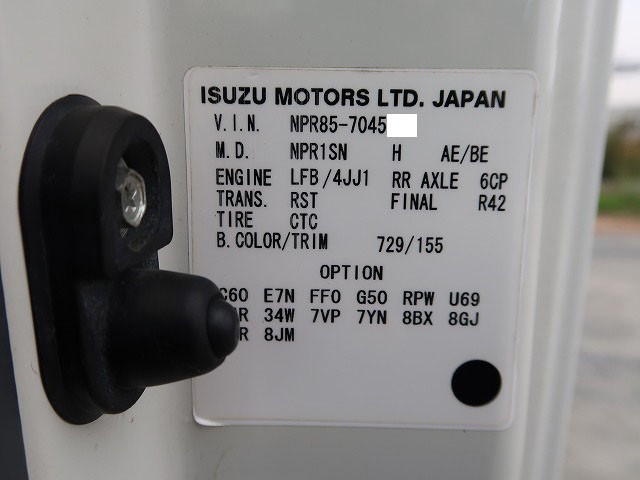 ISUZU MOTORS LTD. JAPAN
V.I.N. NPR85-7045
M.D. NPR1SN H AE/BE
ENGINE LFB/4JJ1 RR AXLE 6CP
TRANS. RST FINAL R42
TIRE CTC
B.COLOR/TRIM 729/155
OPTION
C60 E7N FF0 G50 RPW U69
34W 7VP 7YN 8BX 8GJ
8JM